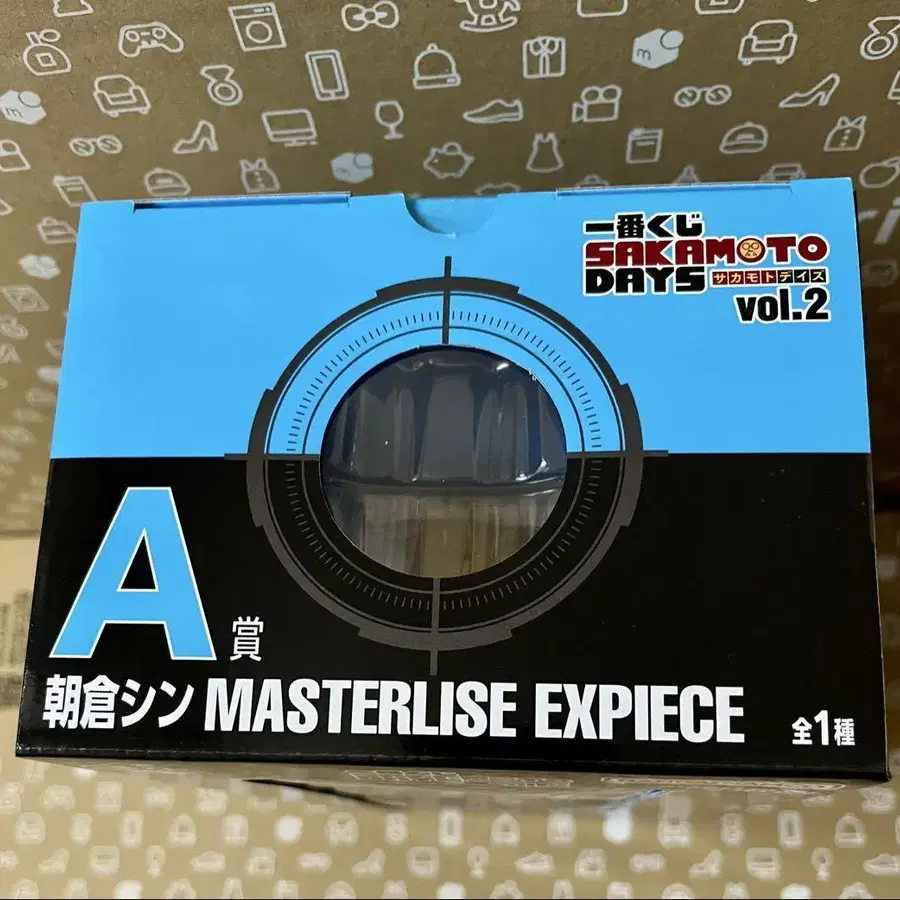 一番くじ
SAKAMOTO
DAYS サカモトデイズ
vol.2
A賞
朝倉シン MASTERLISE EXPIECE 全1種